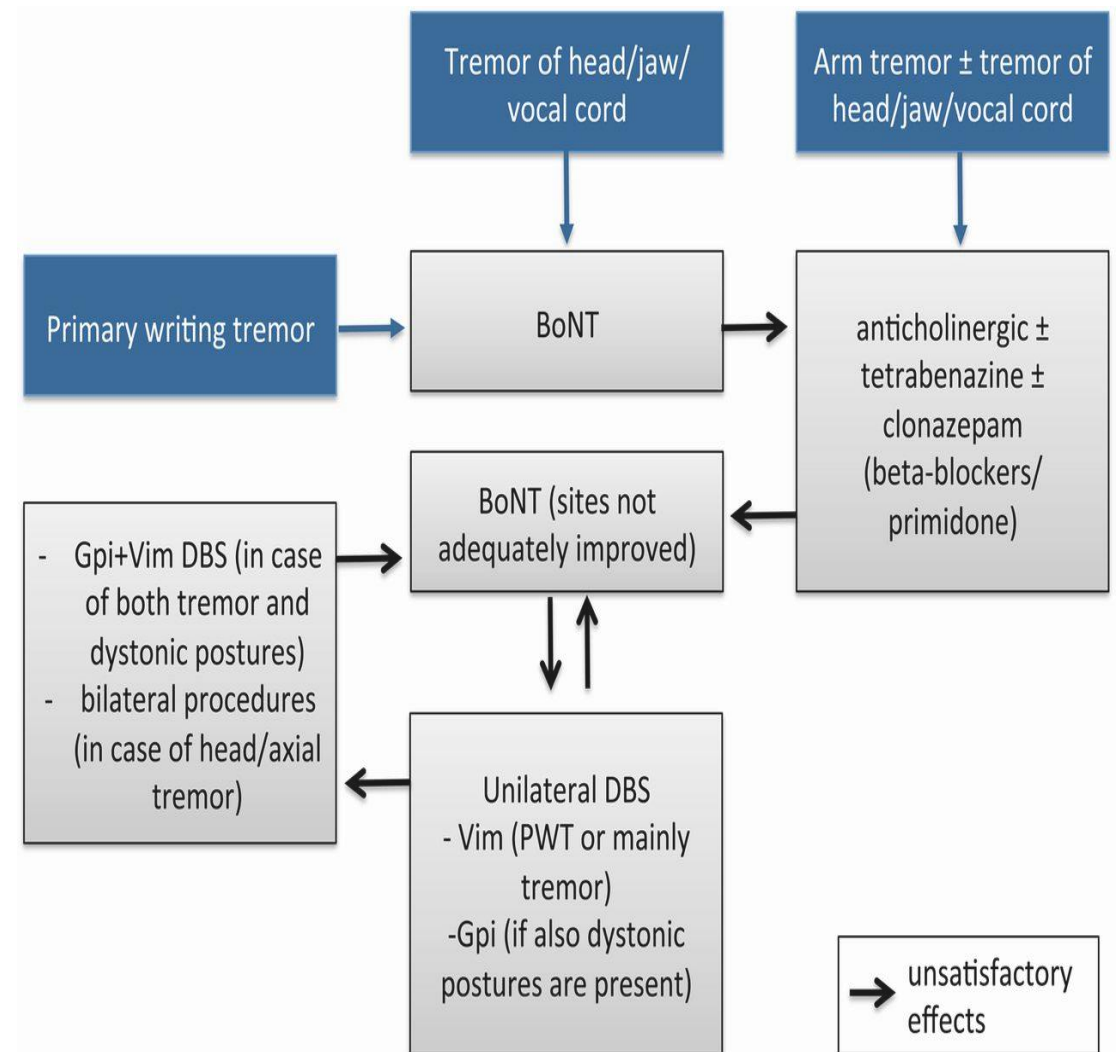 Tremor of head/jaw/
vocal cord
Arm tremor ± tremor of
head/jaw/vocal cord
Primary writing tremor
BoNT
anticholinergic ±
tetrabenazine ±
clonazepam
(beta-blockers/
primidone)
BoNT (sites not
adequately improved)
- Gpi+Vim DBS (in case
of both tremor and
dystonic postures)
- bilateral procedures
(in case of head/axial
tremor)
Unilateral DBS
- Vim (PWT or mainly
tremor)
-Gpi (if also dystonic
postures are present)
unsatisfactory
effects